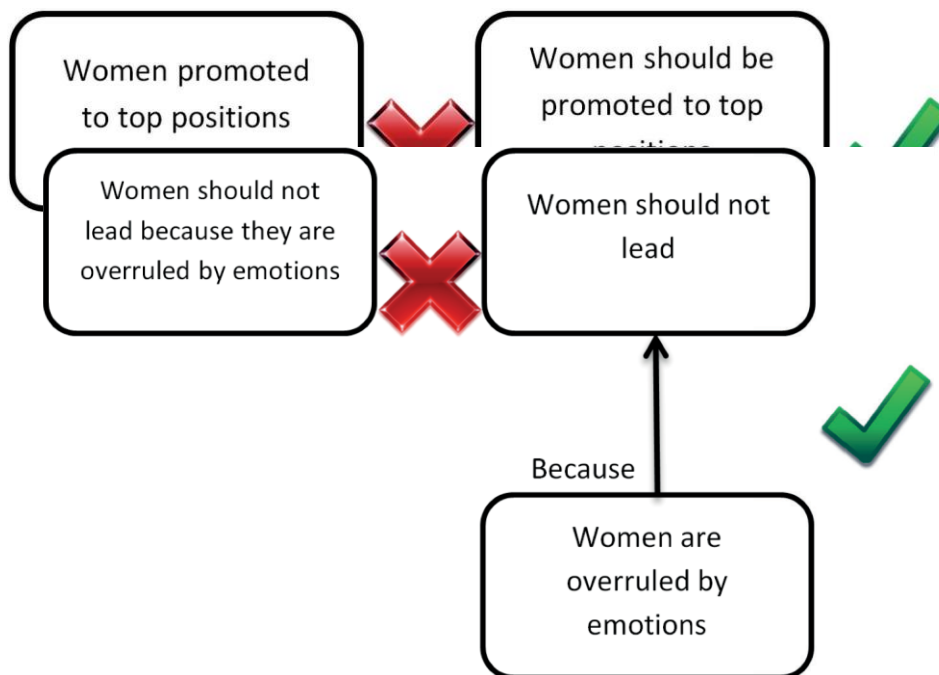 Women promoted
to top positions
Women should be
promoted to top
positions
Women should not
lead because they are
overruled by emotions
Women should not
lead
Because
Women are
overruled by
emotions